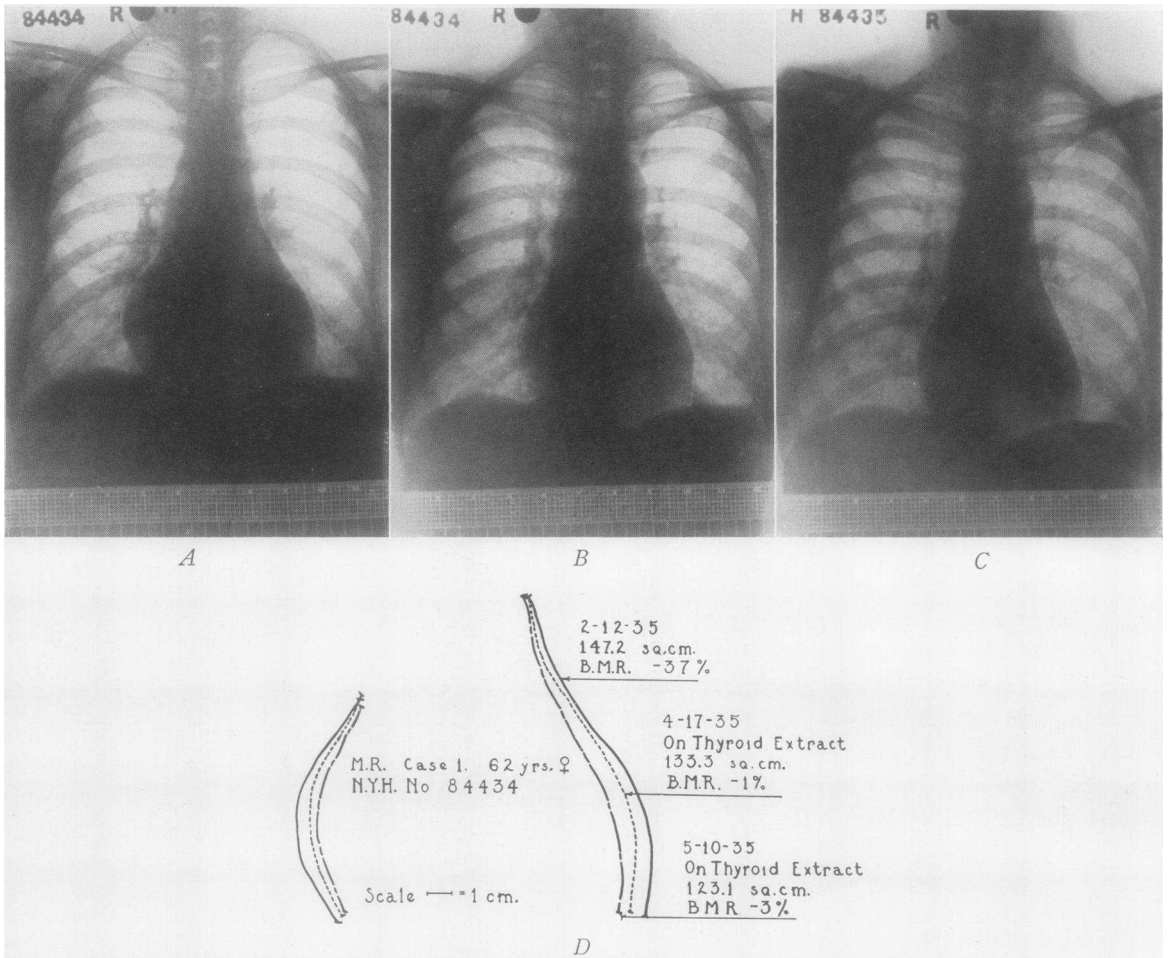 84434 R
84434 R
H 84435 R
A
B
C
2-12-35
147.2 sq.cm.
B.M.R. -37%
4-17-35
On Thyroid Extract
133.3 sq.cm.
B.M.R. -1%
M.R. Case 1. 62 yrs. ♀
N.Y.H. No 84434
5-10-35
On Thyroid Extract
123.1 sq.cm.
BMR -3%
Scale = 1 cm.
D